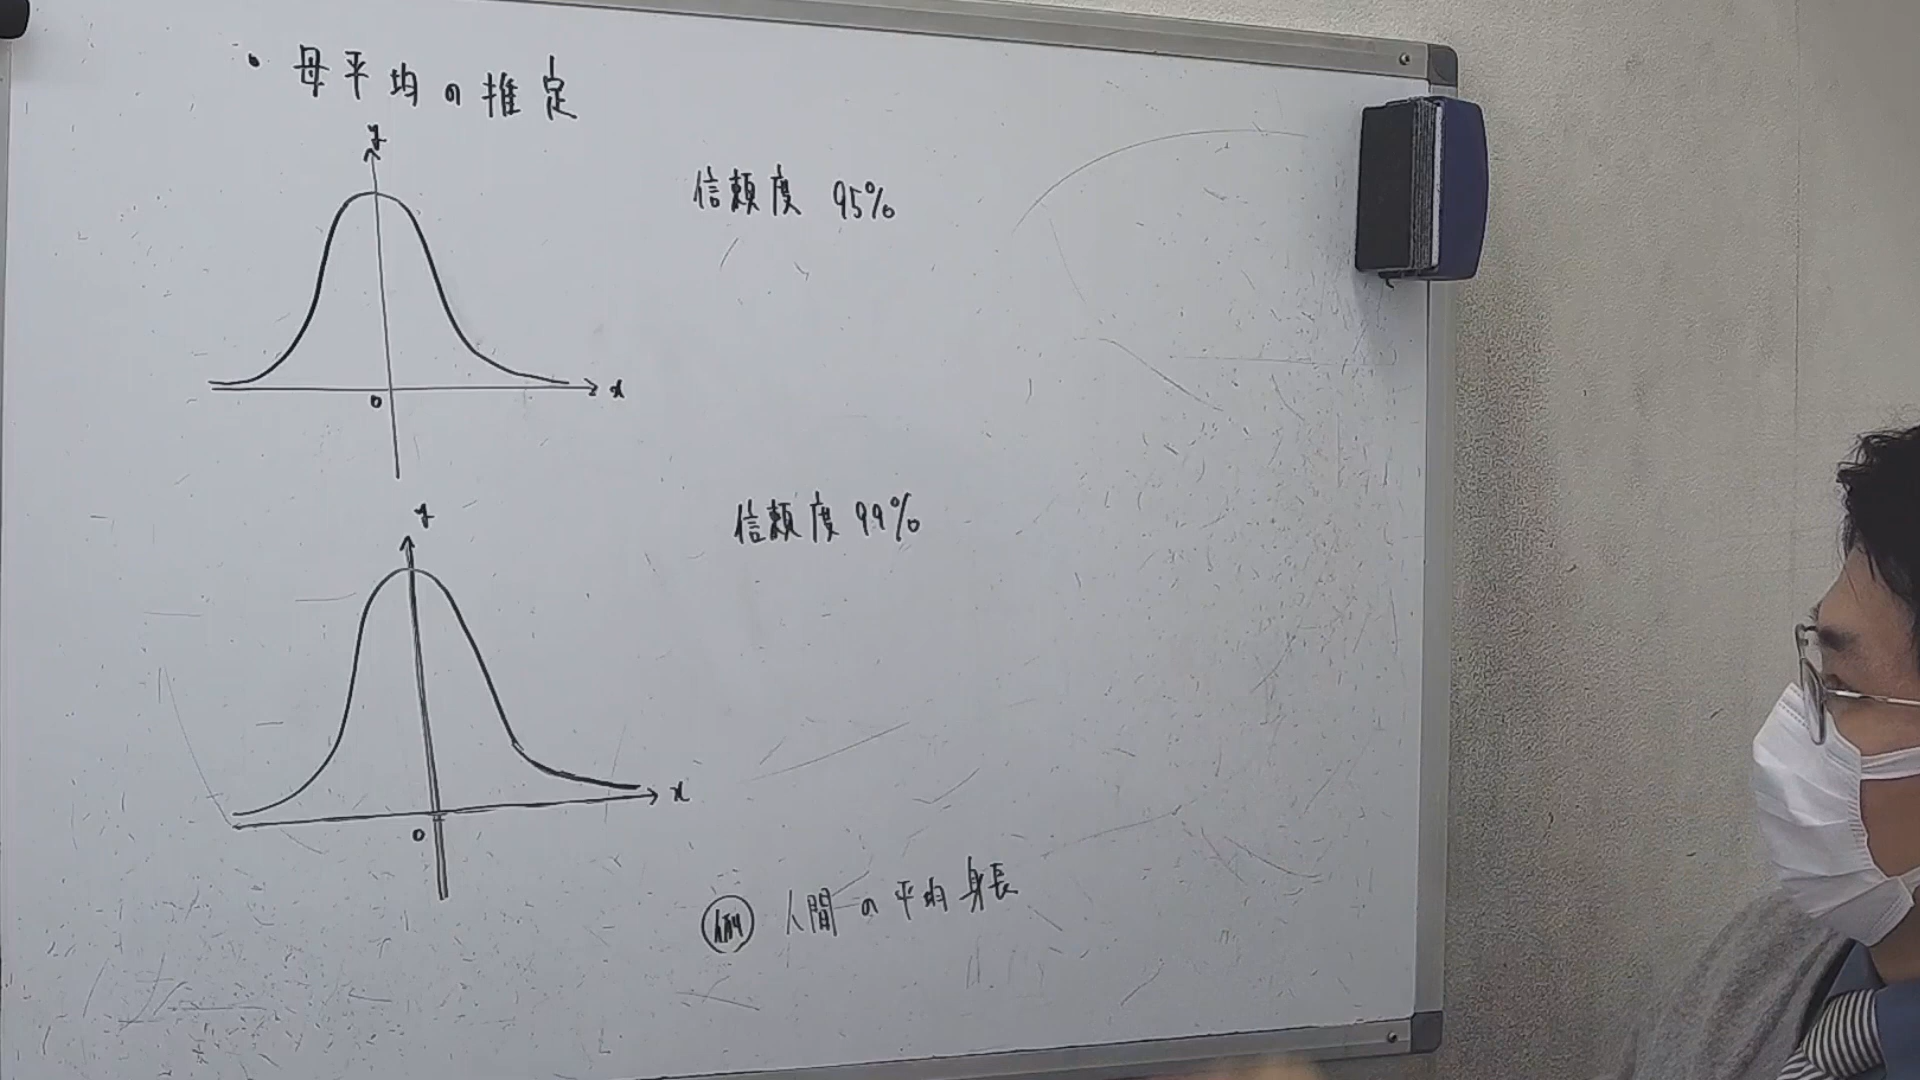 ・母平均の推定
y
信頼度 95%
x
0
y
信頼度 99%
x
0
例 人間の平均身長